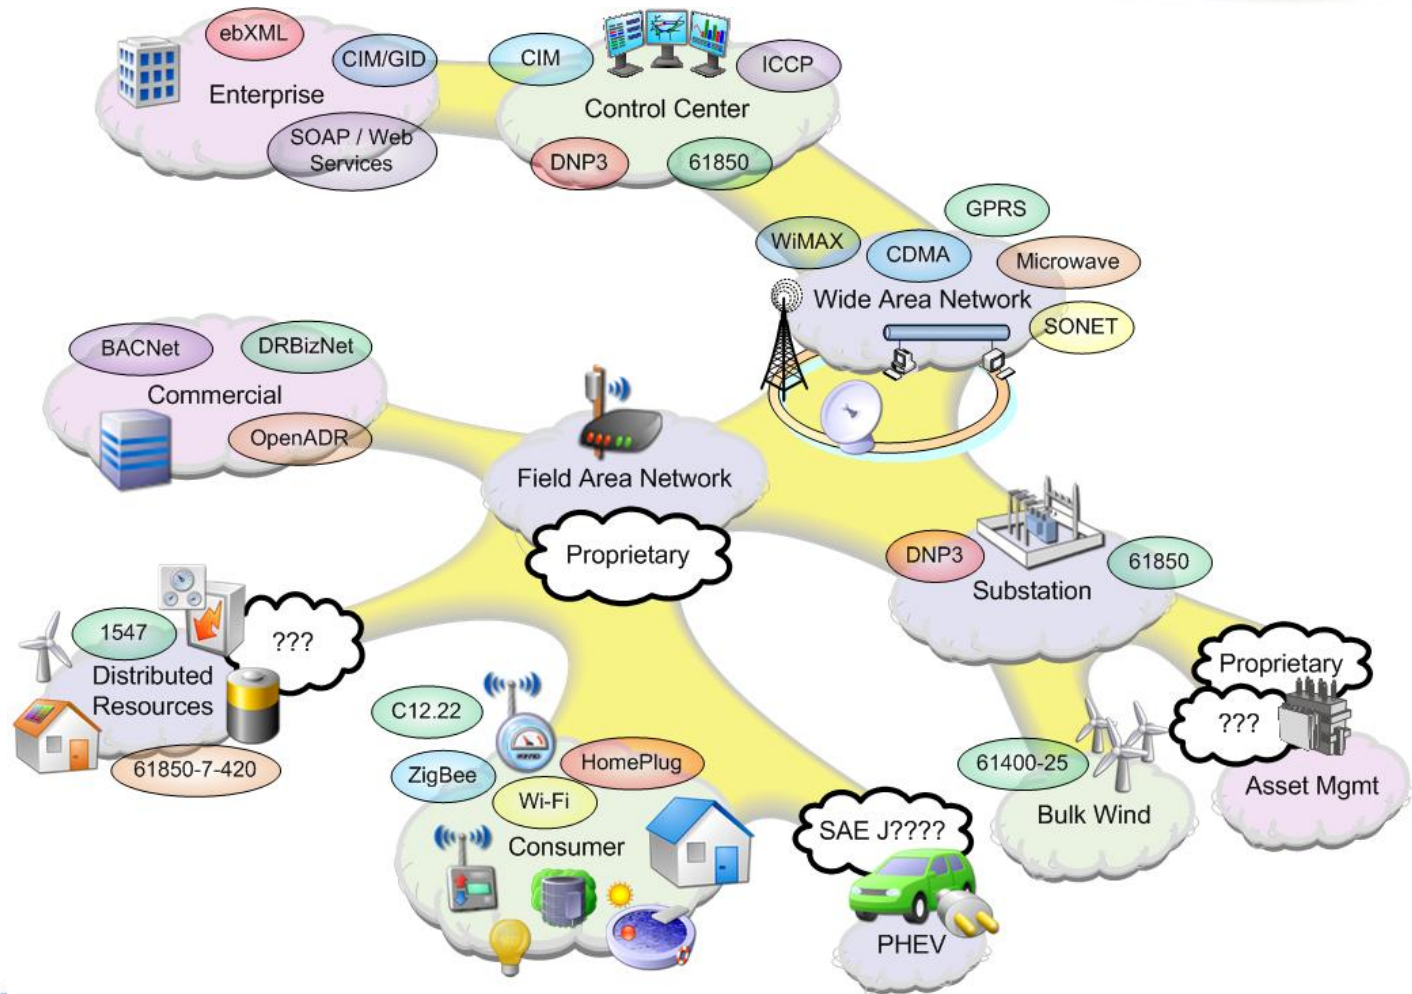 ebXML
CIM/GID
Enterprise
SOAP / Web
Services
CIM
ICCP
Control Center
DNP3
61850
GPRS
WiMAX
CDMA
Microwave
Wide Area Network
SONET
BACNet
DRBizNet
Commercial
OpenADR
Field Area Network
Proprietary
DNP3
61850
Substation
1547
???
Distributed
Resources
61850-7-420
Proprietary
???
Asset Mgmt
61400-25
Bulk Wind
C12.22
ZigBee
HomePlug
Wi-Fi
Consumer
SAE J????
PHEV